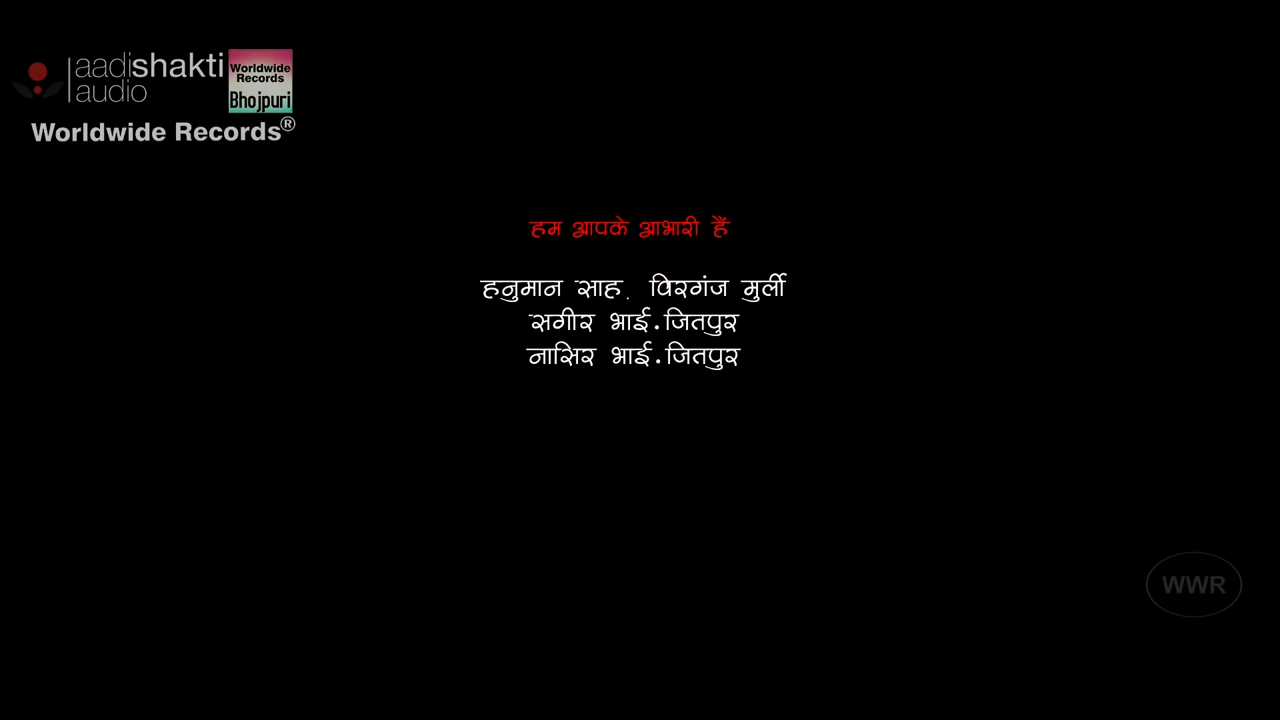 aadishakti
audio
Worldwide
Records
Bhojpuri
Worldwide Records®
हम आपके आभारी हैं
हनुमान साह. विरगंज मुर्ली
सगीर भाई.जितपुर
नासिर भाई.जितपुर
WWR